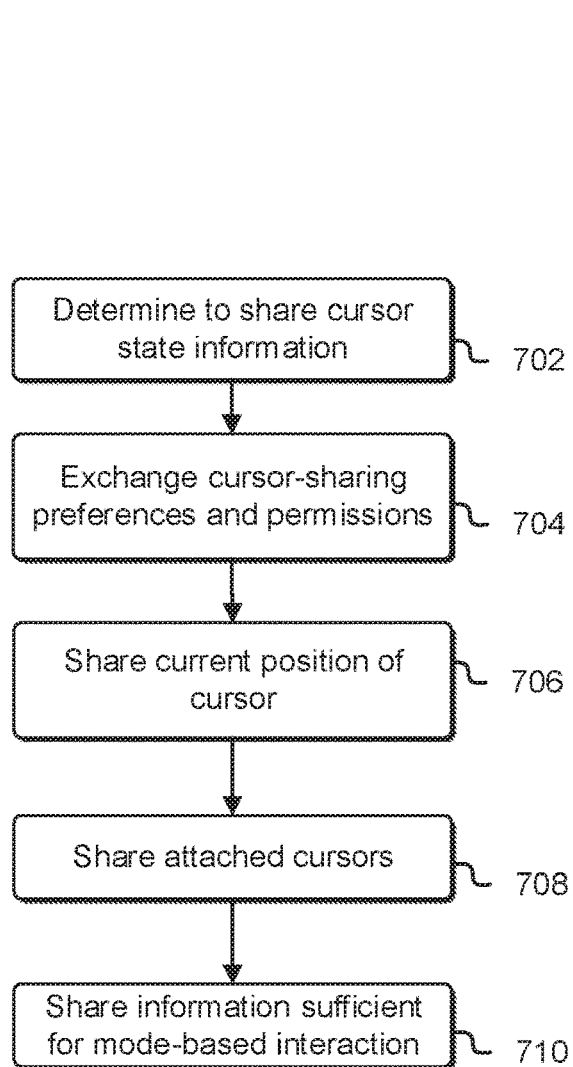 Determine to share cursor
state information
702
Exchange cursor-sharing
preferences and permissions
704
Share current position of
cursor
706
Share attached cursors
708
Share information sufficient
for mode-based interaction
710